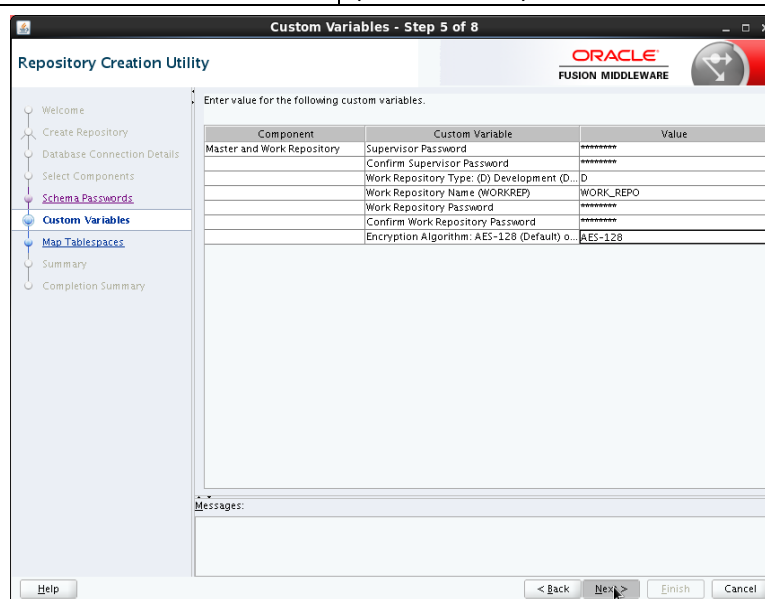 Custom Variables - Step 5 of 8
Repository Creation Utility
ORACLE
FUSION MIDDLEWARE
Welcome
Create Repository
Database Connection Details
Select Components
Schema Passwords
Custom Variables
Map Tablespaces
Summary
Completion Summary
Enter value for the following custom variables.
Component Custom Variable Value
Master and Work Repository Supervisor Password ********
Confirm Supervisor Password ********
Work Repository Type: (D) Development (D... D
Work Repository Name (WORKREP) WORK_REPO
Work Repository Password ********
Confirm Work Repository Password ********
Encryption Algorithm: AES-128 (Default) o... AES-128
Messages:
Help < Back Next > Finish Cancel